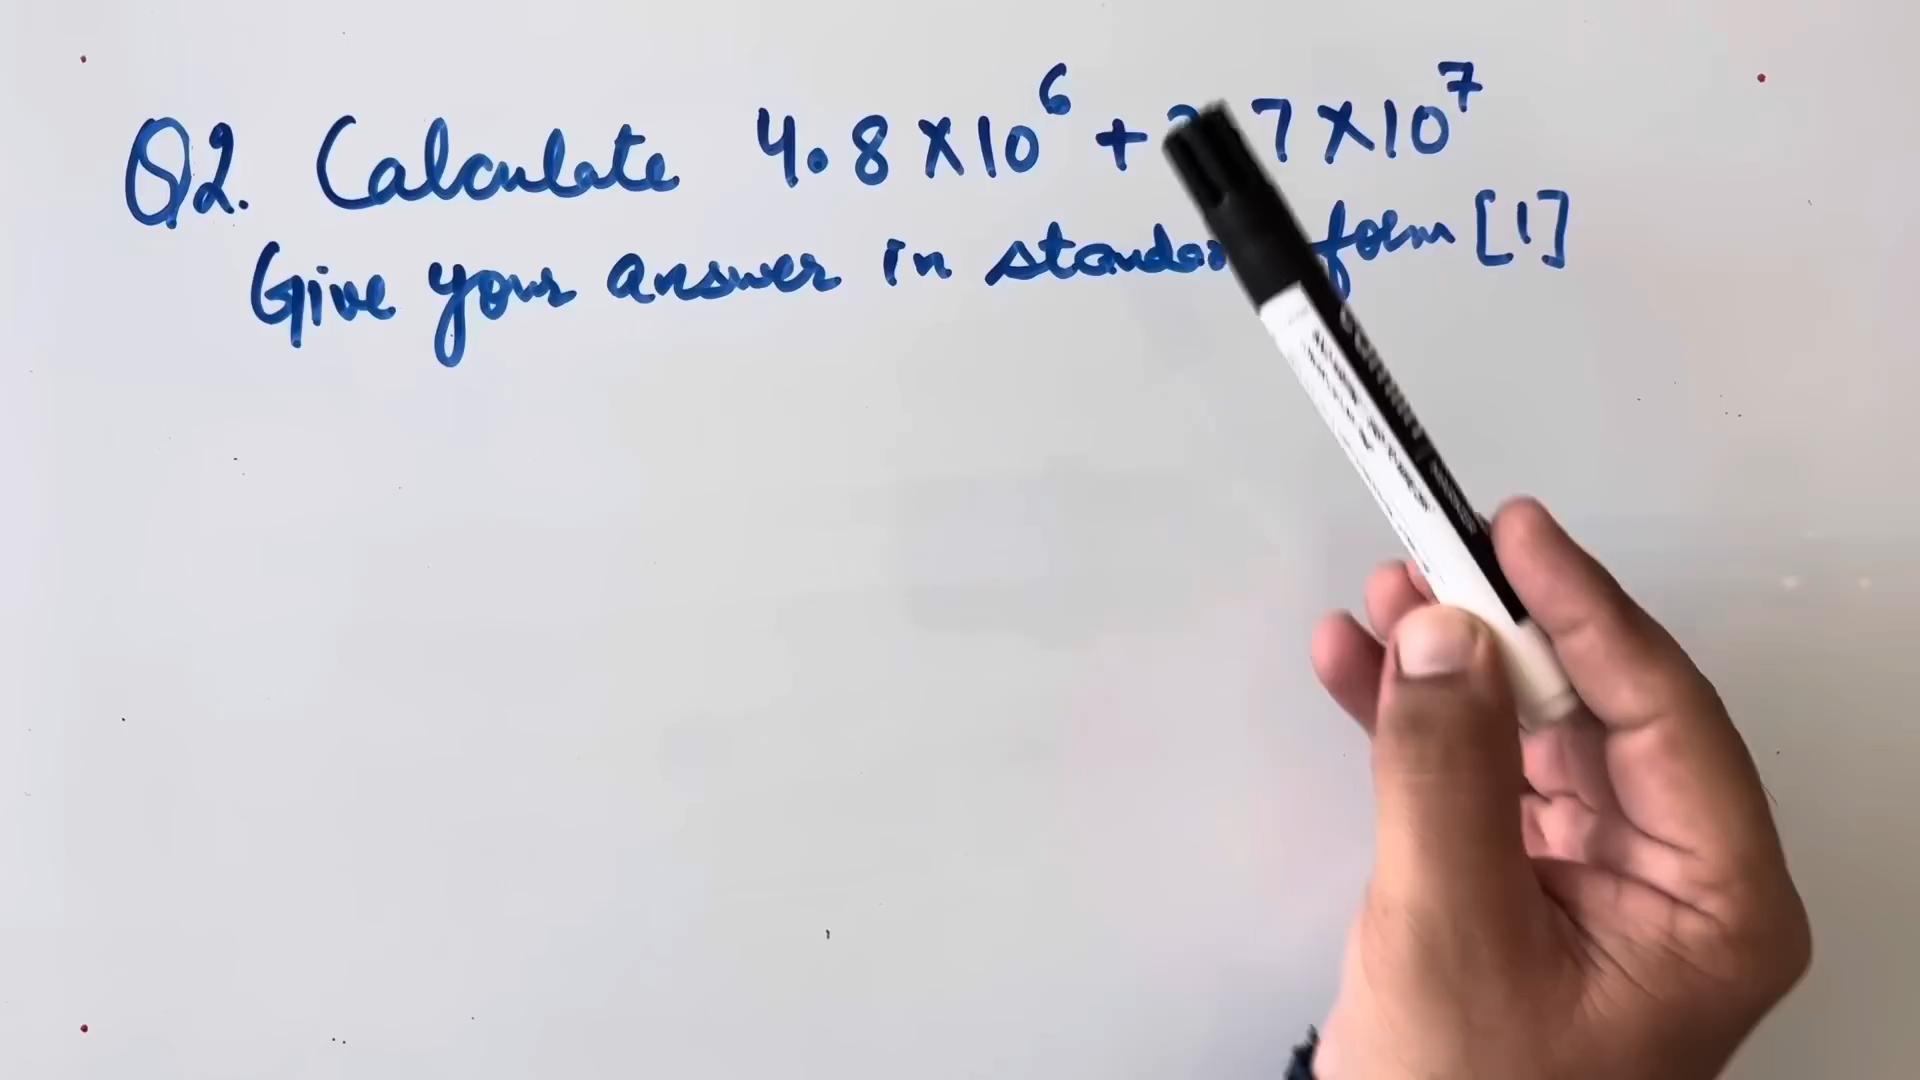 Q2. Calculate 4.8 × 10⁶ + 7 × 10⁷
Give your answer in form [1]